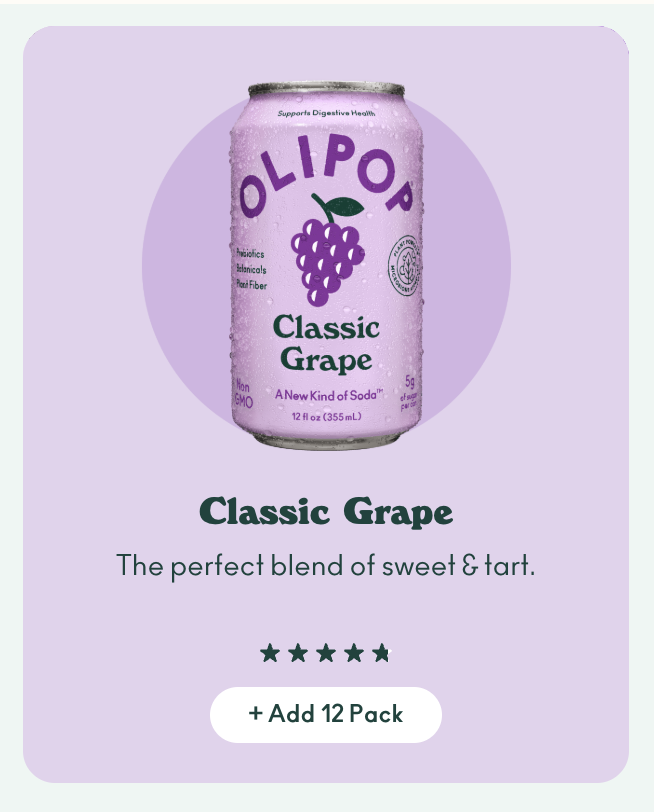 Supports Digestive Health
OLIPOP
Prebiotics
Botanicals
Plant Fiber
Classic
Grape
Non
GMO
A New Kind of Soda™
12 fl oz (355 mL)
5g
of sugar
per can
Classic Grape
The perfect blend of sweet & tart.
+ Add 12 Pack